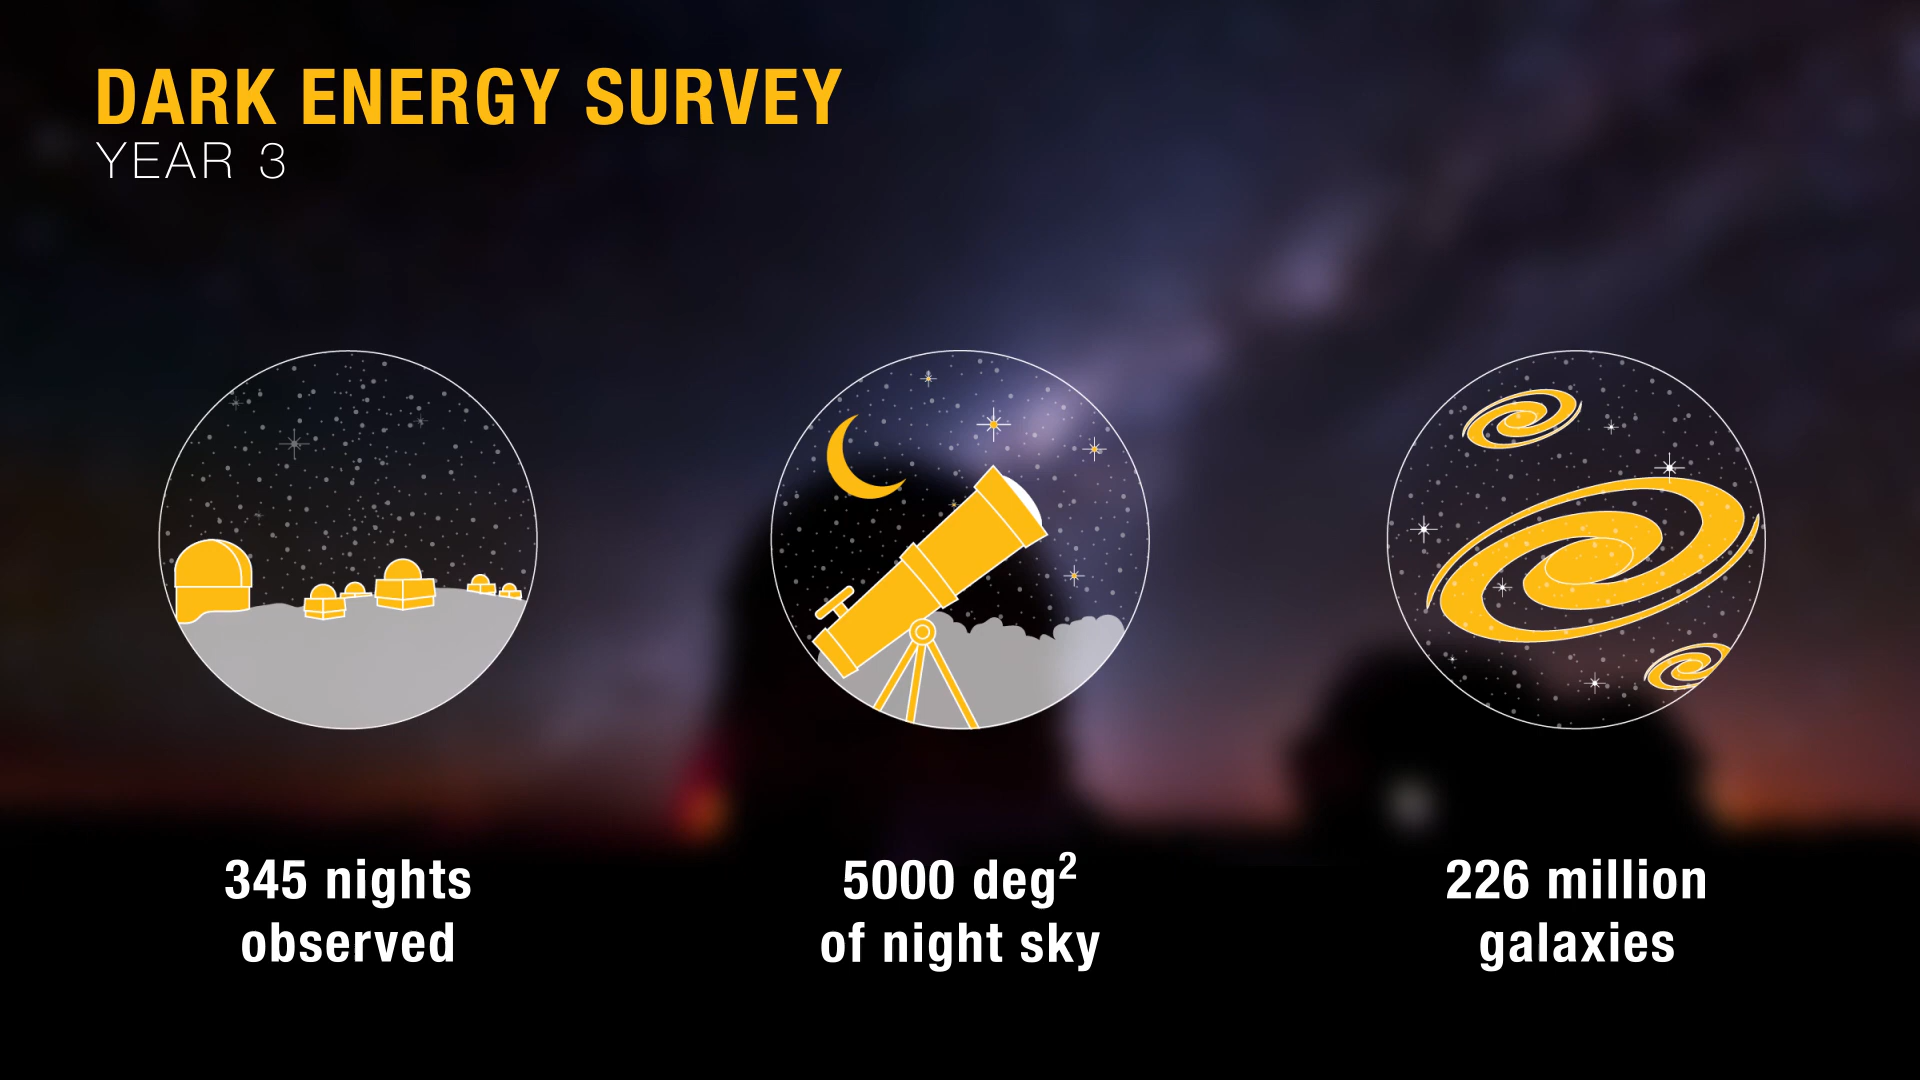 DARK ENERGY SURVEY
YEAR 3
345 nights
observed
5000 deg²
of night sky
226 million
galaxies